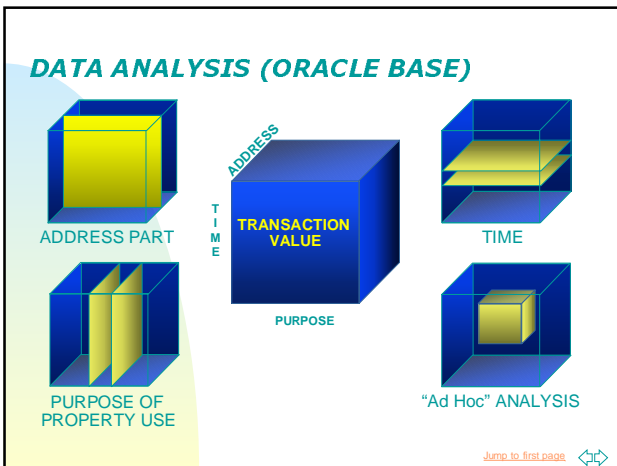 DATA ANALYSIS (ORACLE BASE)
ADDRESS PART
ADDRESS
TIME
TRANSACTION
VALUE
PURPOSE
TIME
PURPOSE OF
PROPERTY USE
“Ad Hoc” ANALYSIS
Jump to first page